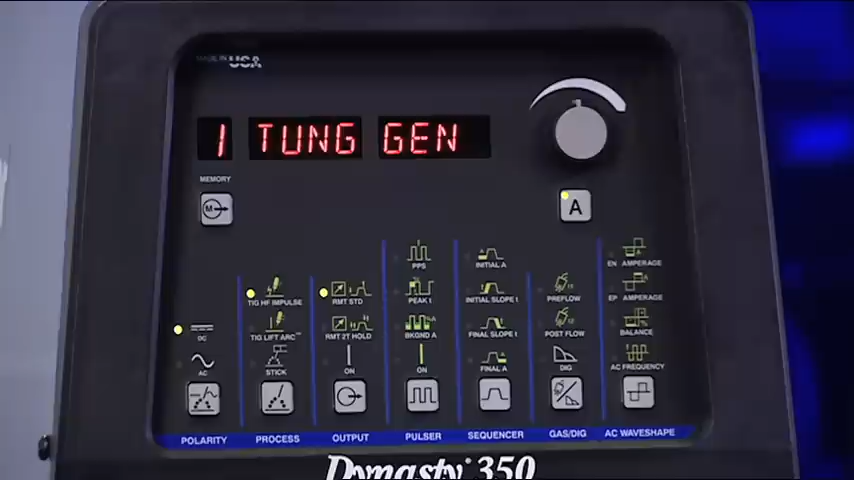 MADE IN USA
1 TUNG GEN
MEMORY
M
A
PPS
INITIAL A
EN AMPERAGE
TIG HF IMPULSE
RMT STD
PEAK t
INITIAL SLOPE t
PREFLOW
EP AMPERAGE
DC
TIG LIFT ARC™
RMT 2T HOLD
BKGND A
FINAL SLOPE t
POST FLOW
BALANCE
AC
STICK
ON
ON
FINAL A
DIG
AC FREQUENCY
POLARITY
PROCESS
OUTPUT
PULSER
SEQUENCER
GAS/DIG
AC WAVESHAPE
Dynasty® 350